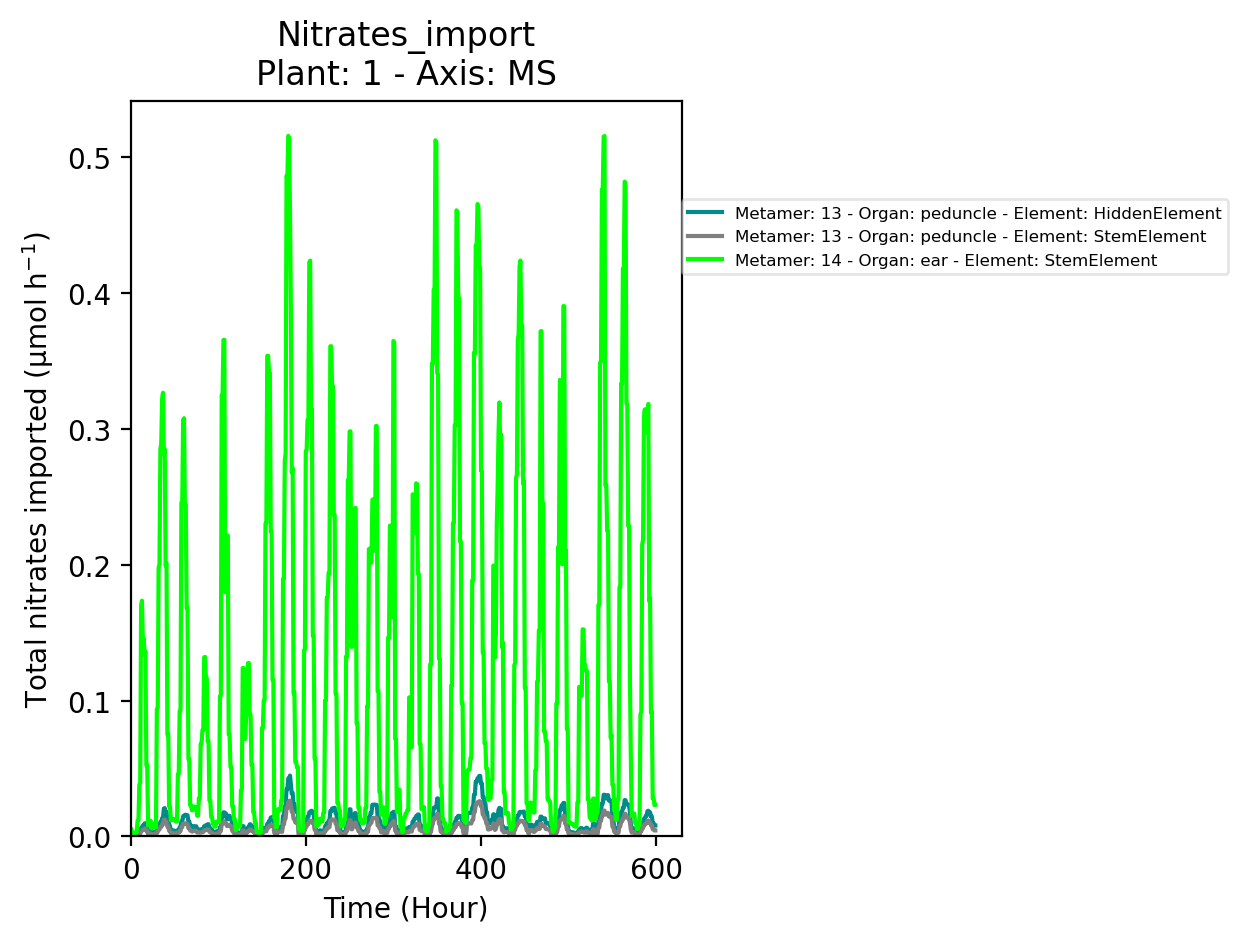 Nitrates_import
Plant: 1 - Axis: MS
Total nitrates imported (µmol h⁻¹)
0.5
0.4
0.3
0.2
0.1
0.0
0 200 400 600
Time (Hour)
Metamer: 13 - Organ: peduncle - Element: HiddenElement
Metamer: 13 - Organ: peduncle - Element: StemElement
Metamer: 14 - Organ: ear - Element: StemElement